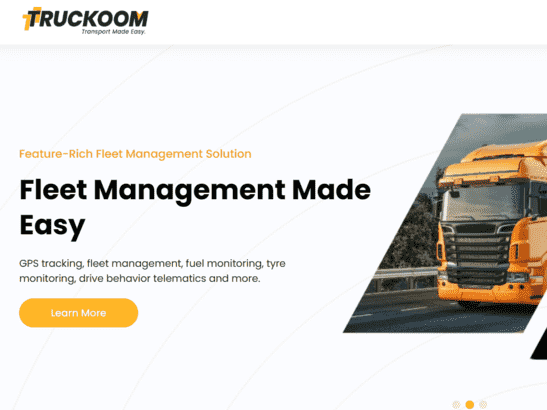 TRUCKOOM
Transport Made Easy.
Feature-Rich Fleet Management Solution
Fleet Management Made
Easy
GPS tracking, fleet management, fuel monitoring, tyre
monitoring, drive behavior telematics and more.
Learn More